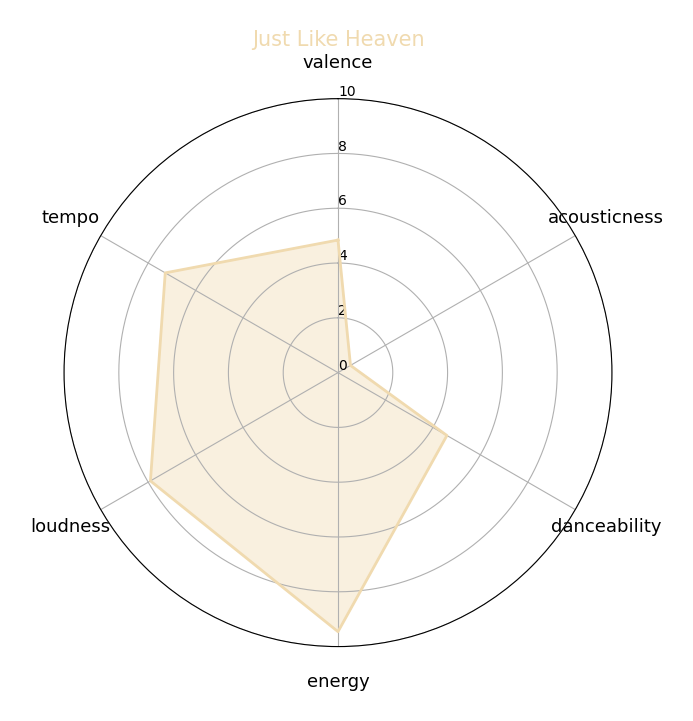 Just Like Heaven
valence
10
8
tempo
acousticness
6
4
2
0
loudness
danceability
energy